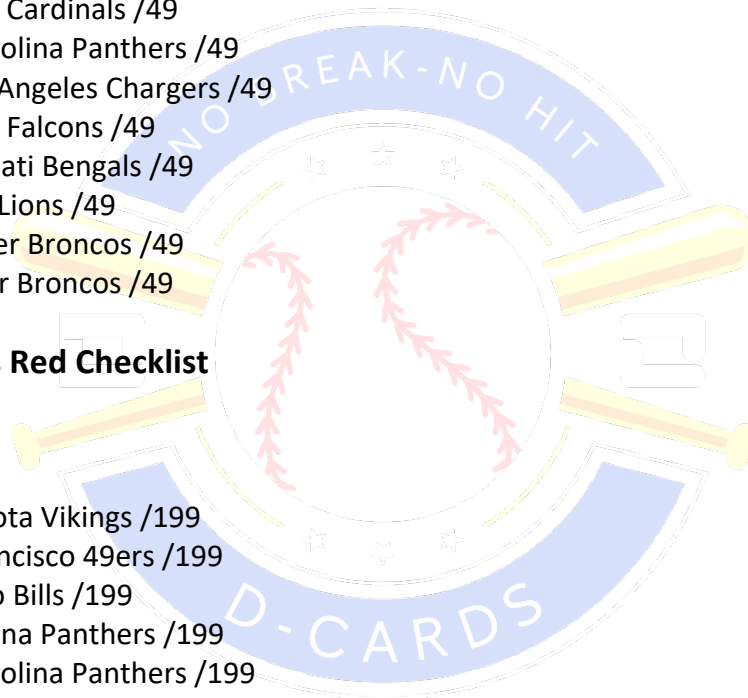 Cardinals /49
olina Panthers /49
Angeles Chargers /49
Falcons /49
ati Bengals /49
Lions /49
er Broncos /49
r Broncos /49
Red Checklist
ota Vikings /199
ncisco 49ers /199
o Bills /199
na Panthers /199
olina Panthers /199
NO BREAK-NO HIT
D-CARDS